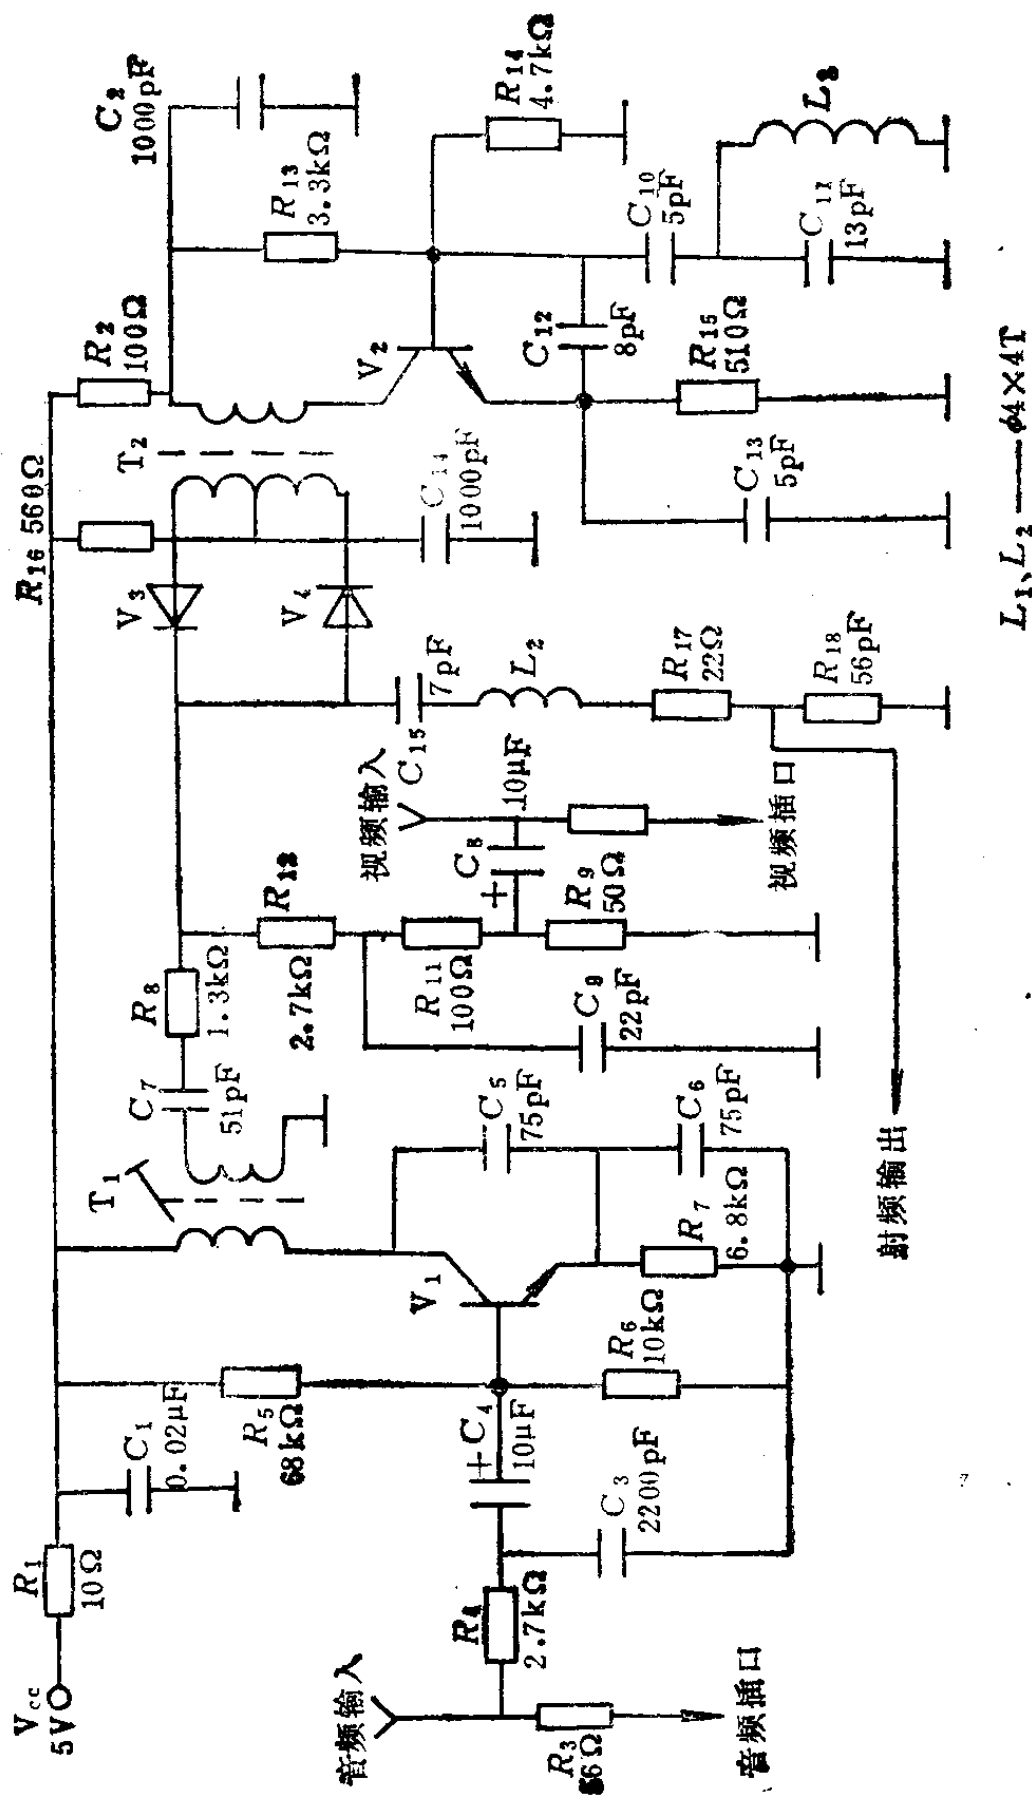 Vcc
5V
R1
10Ω
C1
0.02μF
R5
68kΩ
音频输入
R3
56Ω
音频插口
R4
2.7kΩ
C4
+
10μF
C3
2200pF
R6
10kΩ
V1
T1
R7
6.8kΩ
C5
75pF
C6
75pF
C7
51pF
R8
1.3kΩ
R12
2.7kΩ
R11
100Ω
C9
22pF
R9
50Ω
C8
+
10μF
视频输入
视频插口
射频输出
C15
7pF
L2
R17
22Ω
R18
56pF
V3
V4
R16 560Ω
T2
C14
1000pF
R2
100Ω
V2
C12
8pF
C13
5pF
R15
510Ω
R13
3.3kΩ
C2
1000pF
R14
4.7kΩ
C10
5pF
C11
13pF
L1、L2——ϕ4×4T